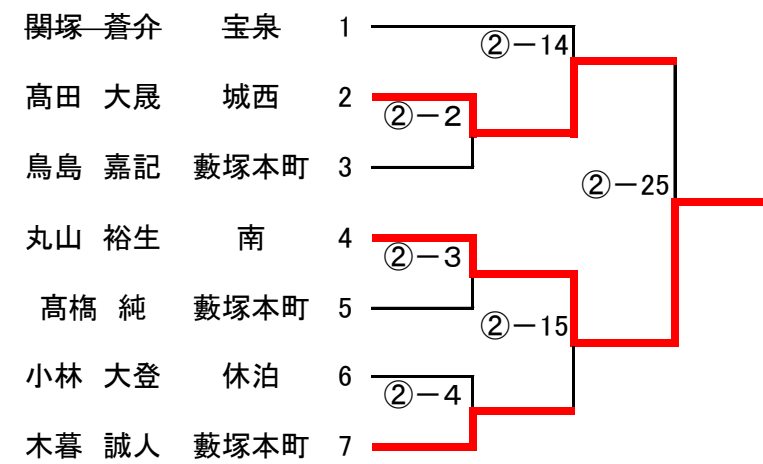 関塚 蒼介 宝泉 1
②－14
髙田 大晟 城西 2
②－2
鳥島 嘉記 藪塚本町 3
②－25
丸山 裕生 南 4
②－3
髙橋 純 藪塚本町 5
②－15
小林 大登 休泊 6
②－4
木暮 誠人 藪塚本町 7